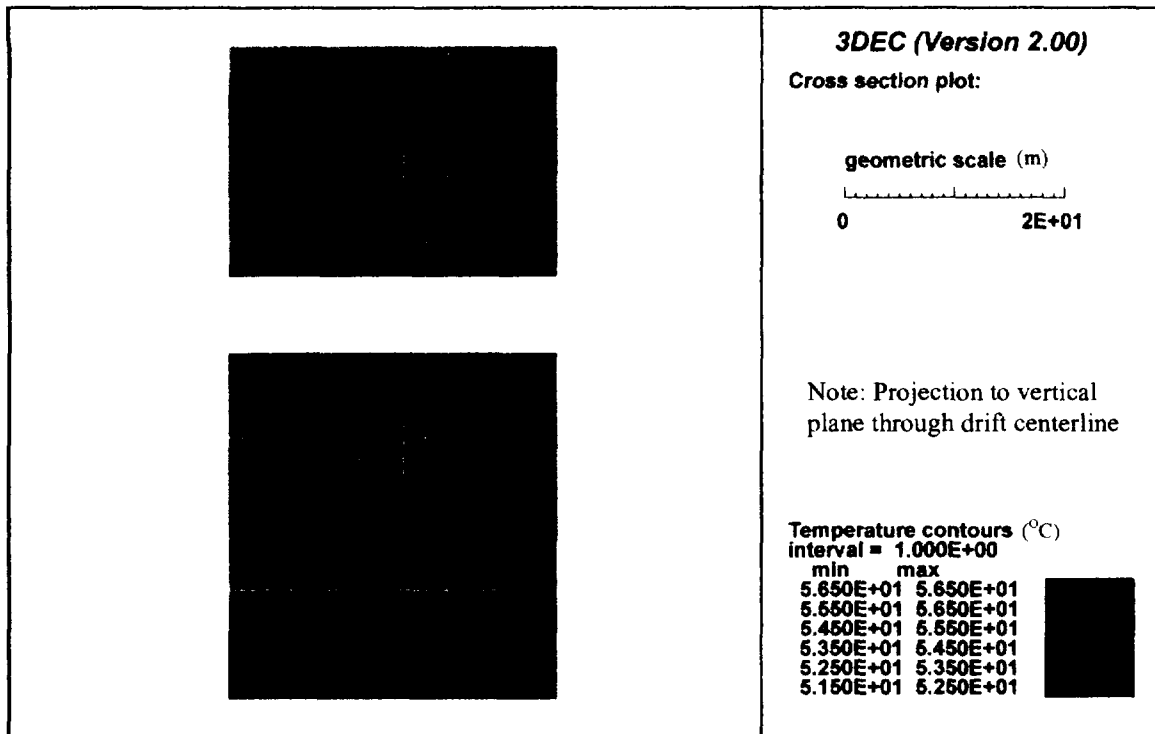 3DEC (Version 2.00)
Cross section plot:
geometric scale (m)
0 2E+01
Note: Projection to vertical
plane through drift centerline
Temperature contours (°C)
interval = 1.000E+00
min max
5.650E+01 5.650E+01
5.550E+01 5.650E+01
5.450E+01 5.550E+01
5.350E+01 5.450E+01
5.250E+01 5.350E+01
5.150E+01 5.250E+01